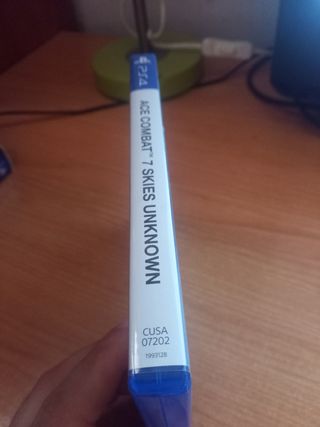 PS4
ACE COMBAT™ 7 SKIES UNKNOWN
CUSA
07202
1993128